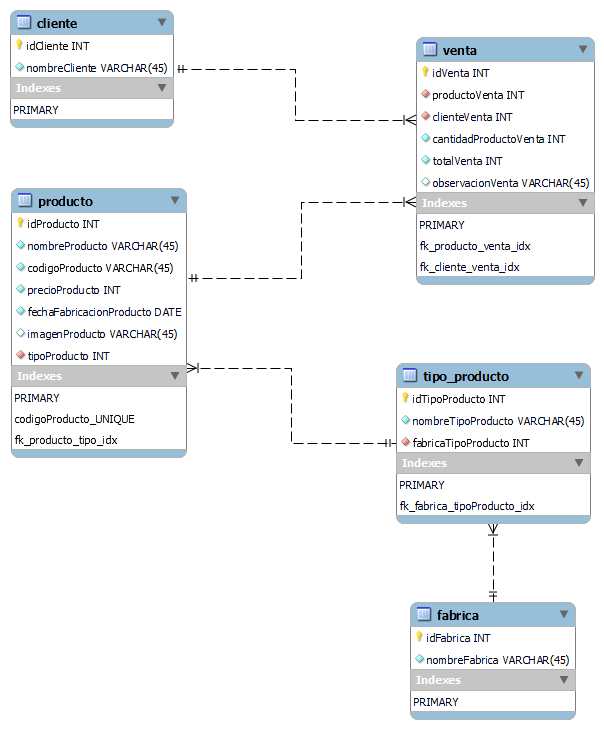 cliente
idCliente INT
nombreCliente VARCHAR(45)
Indexes
PRIMARY
venta
idVenta INT
productoVenta INT
clienteVenta INT
cantidadProductoVenta INT
totalVenta INT
observacionVenta VARCHAR(45)
Indexes
PRIMARY
fk_producto_venta_idx
fk_cliente_venta_idx
producto
idProducto INT
nombreProducto VARCHAR(45)
codigoProducto VARCHAR(45)
precioProducto INT
fechaFabricacionProducto DATE
imagenProducto VARCHAR(45)
tipoProducto INT
Indexes
PRIMARY
codigoProducto_UNIQUE
fk_producto_tipo_idx
tipo_producto
idTipoProducto INT
nombreTipoProducto VARCHAR(45)
fabricaTipoProducto INT
Indexes
PRIMARY
fk_fabrica_tipoProducto_idx
fabrica
idFabrica INT
nombreFabrica VARCHAR(45)
Indexes
PRIMARY